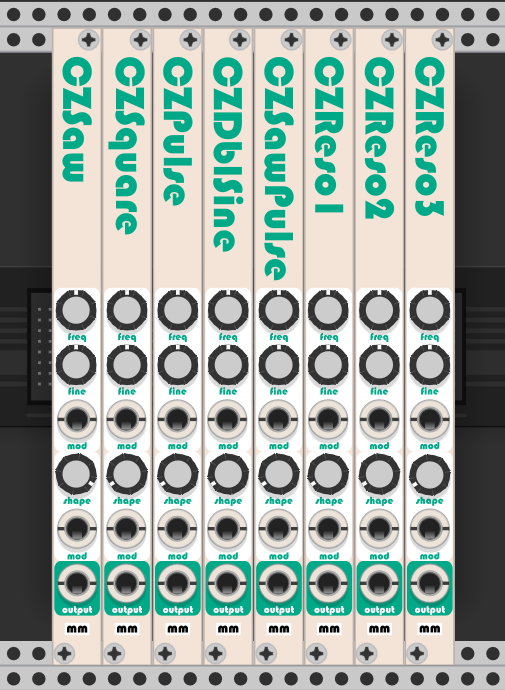 CZSaw
CZSquare
CZPulse
CZDblSine
CZSawPulse
CZReso1
CZReso2
CZReso3
freq freq freq freq freq freq freq freq
fine fine fine fine fine fine fine fine
mod mod mod mod mod mod mod mod
shape shape shape shape shape shape shape shape
mod mod mod mod mod mod mod mod
output output output output output output output output
mm mm mm mm mm mm mm mm